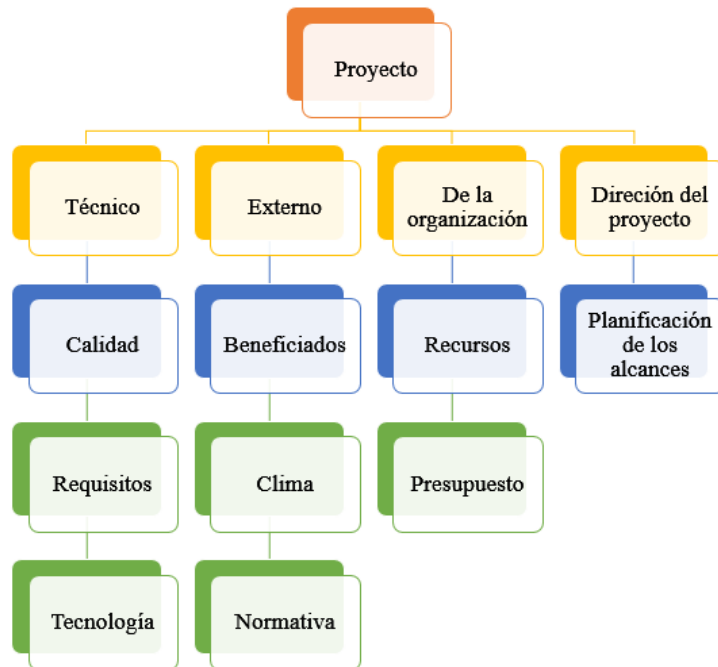 Proyecto
Técnico
Externo
De la
organización
Direción del
proyecto
Calidad
Beneficiados
Recursos
Planificación
de los
alcances
Requisitos
Clima
Presupuesto
Tecnología
Normativa